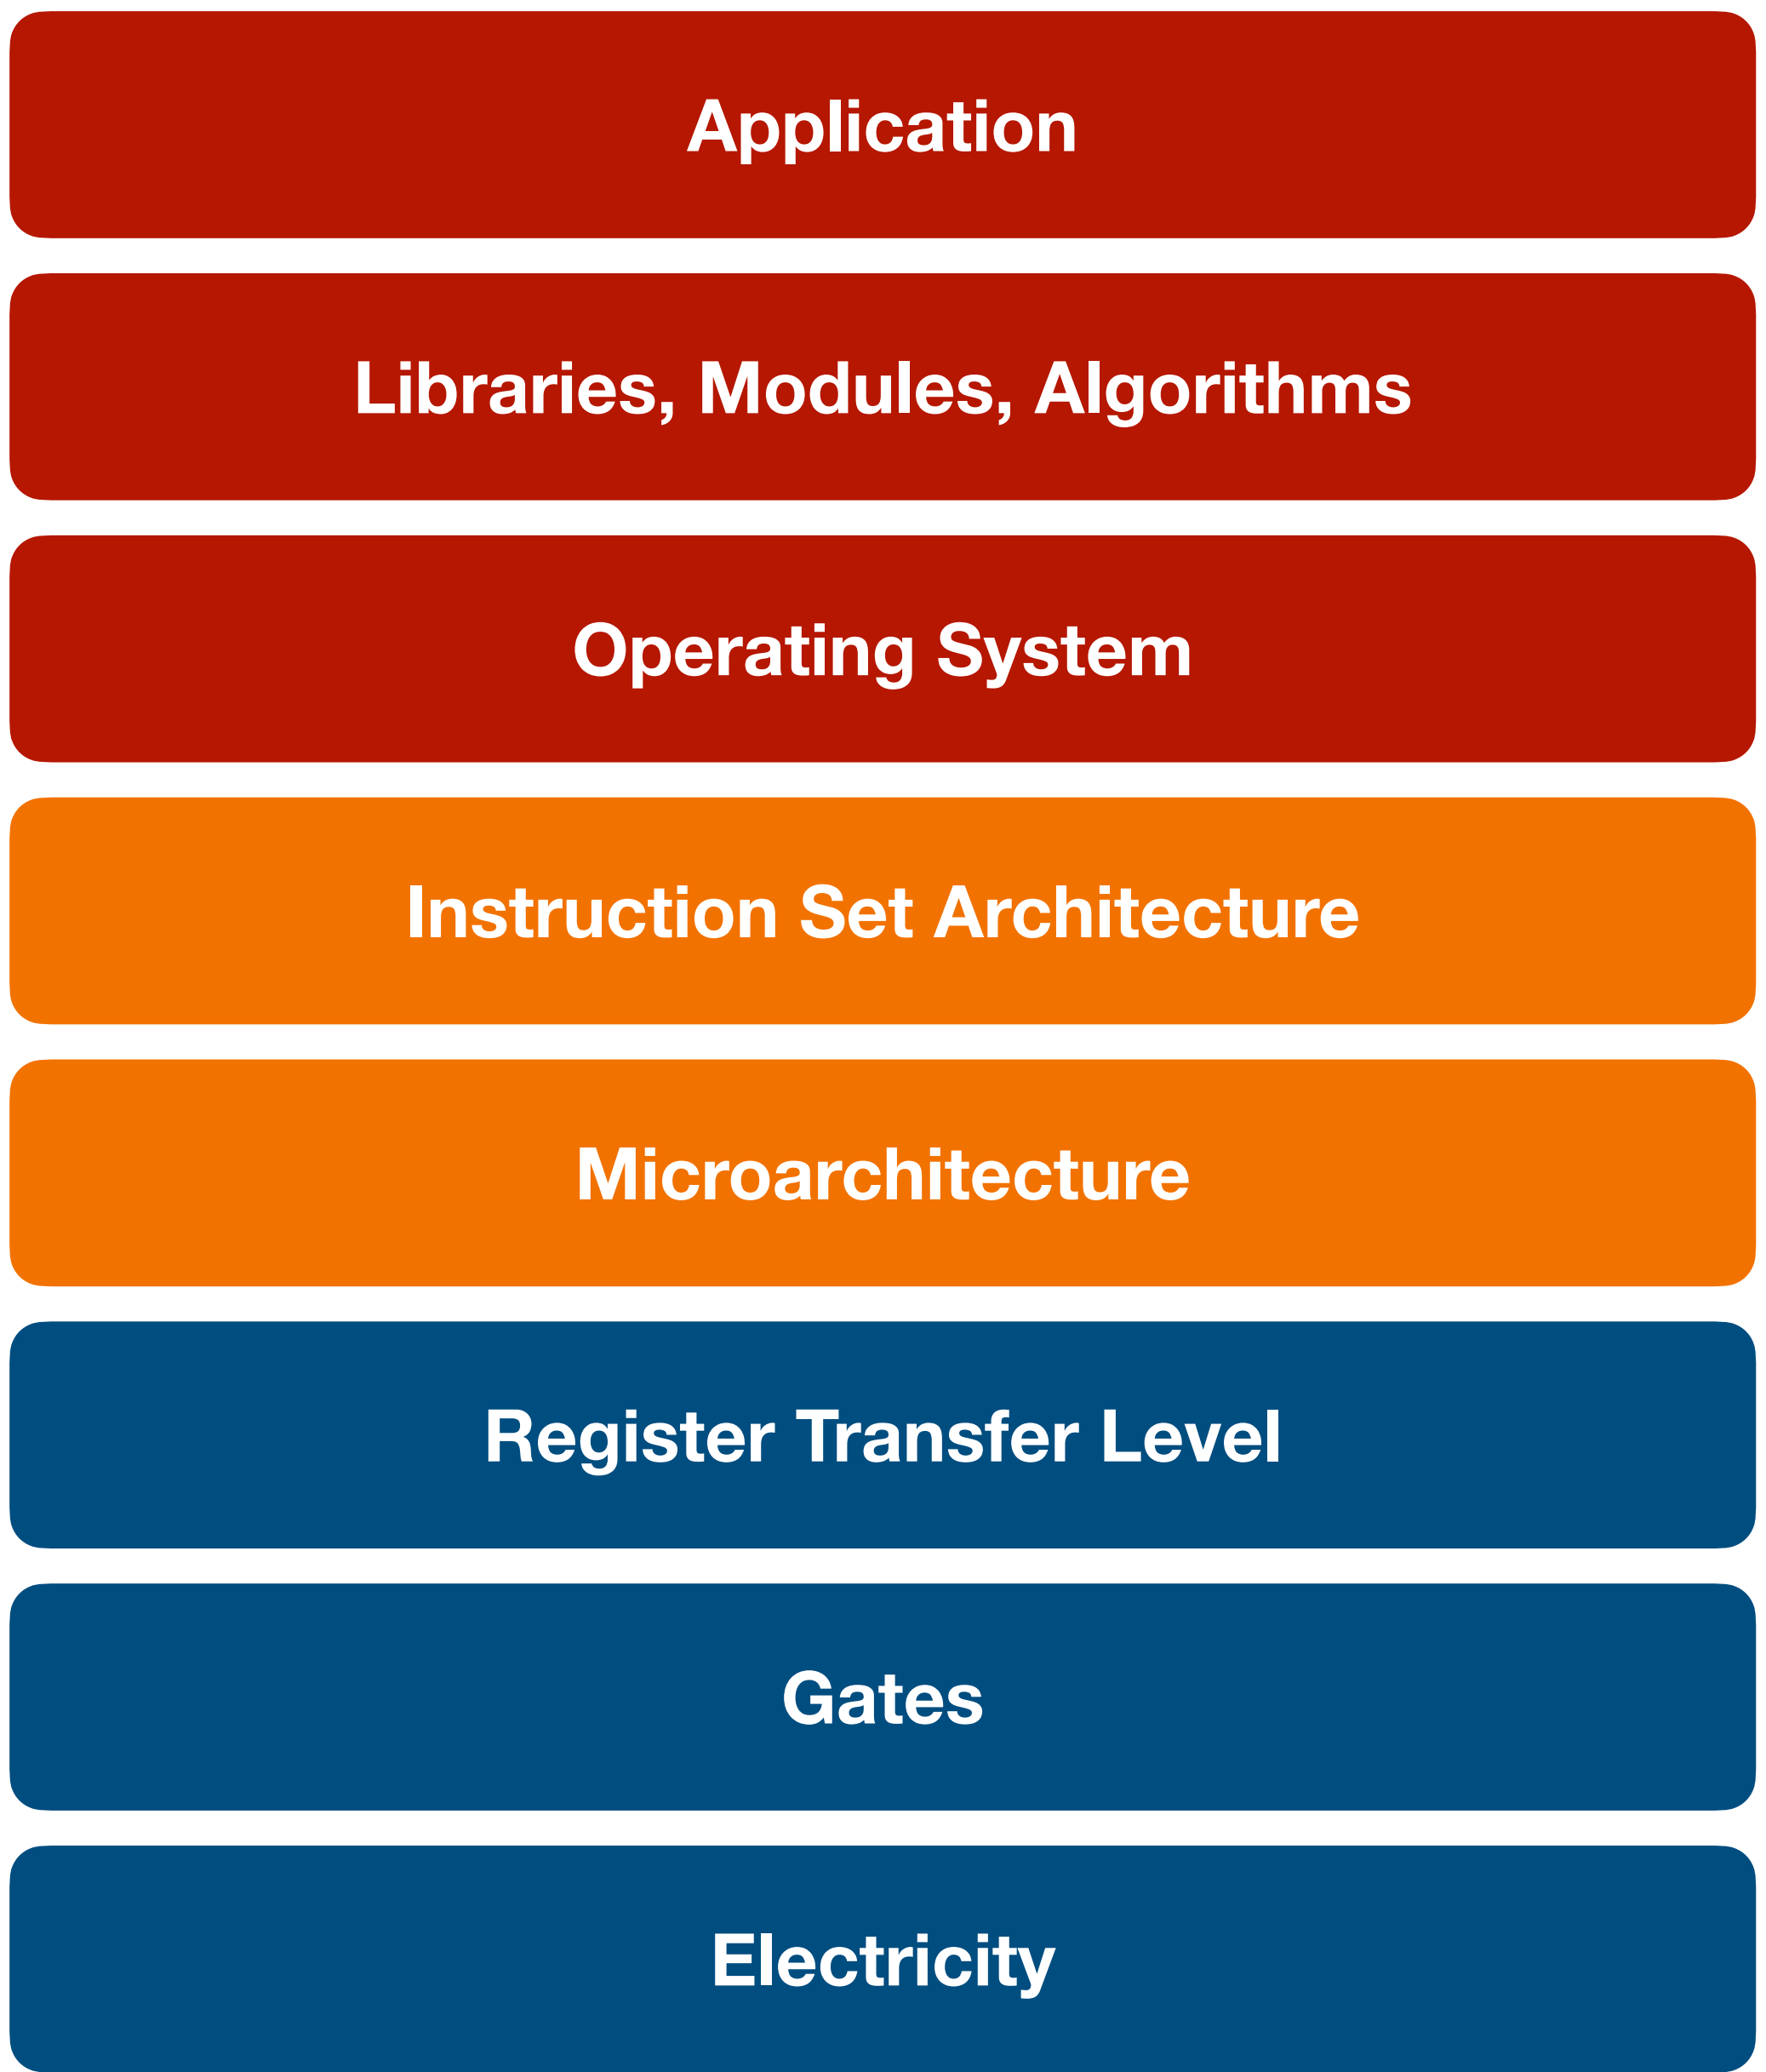 Application
Libraries, Modules, Algorithms
Operating System
Instruction Set Architecture
Microarchitecture
Register Transfer Level
Gates
Electricity